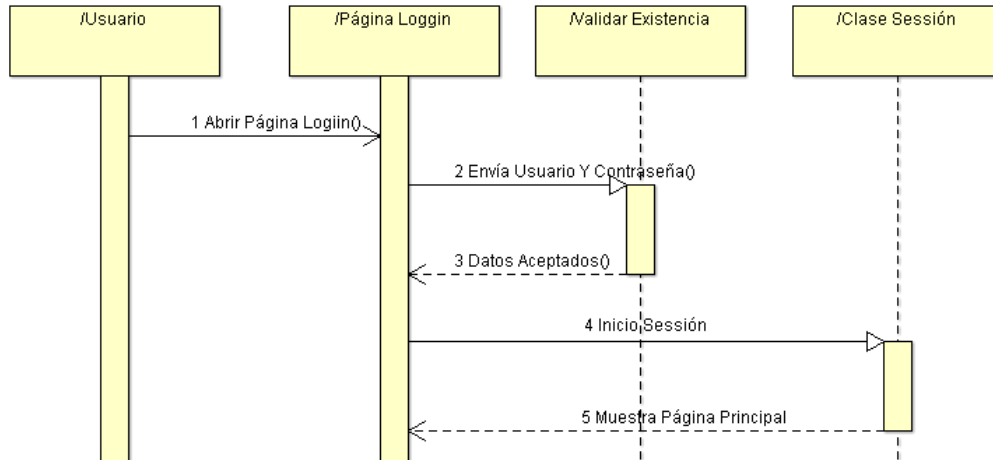 /Usuario
/Página Loggin
/Validar Existencia
/Clase Sessión
1 Abrir Página Logiin()
2 Envía Usuario Y Contraseña()
3 Datos Aceptados()
4 Inicio Sessión
5 Muestra Página Principal